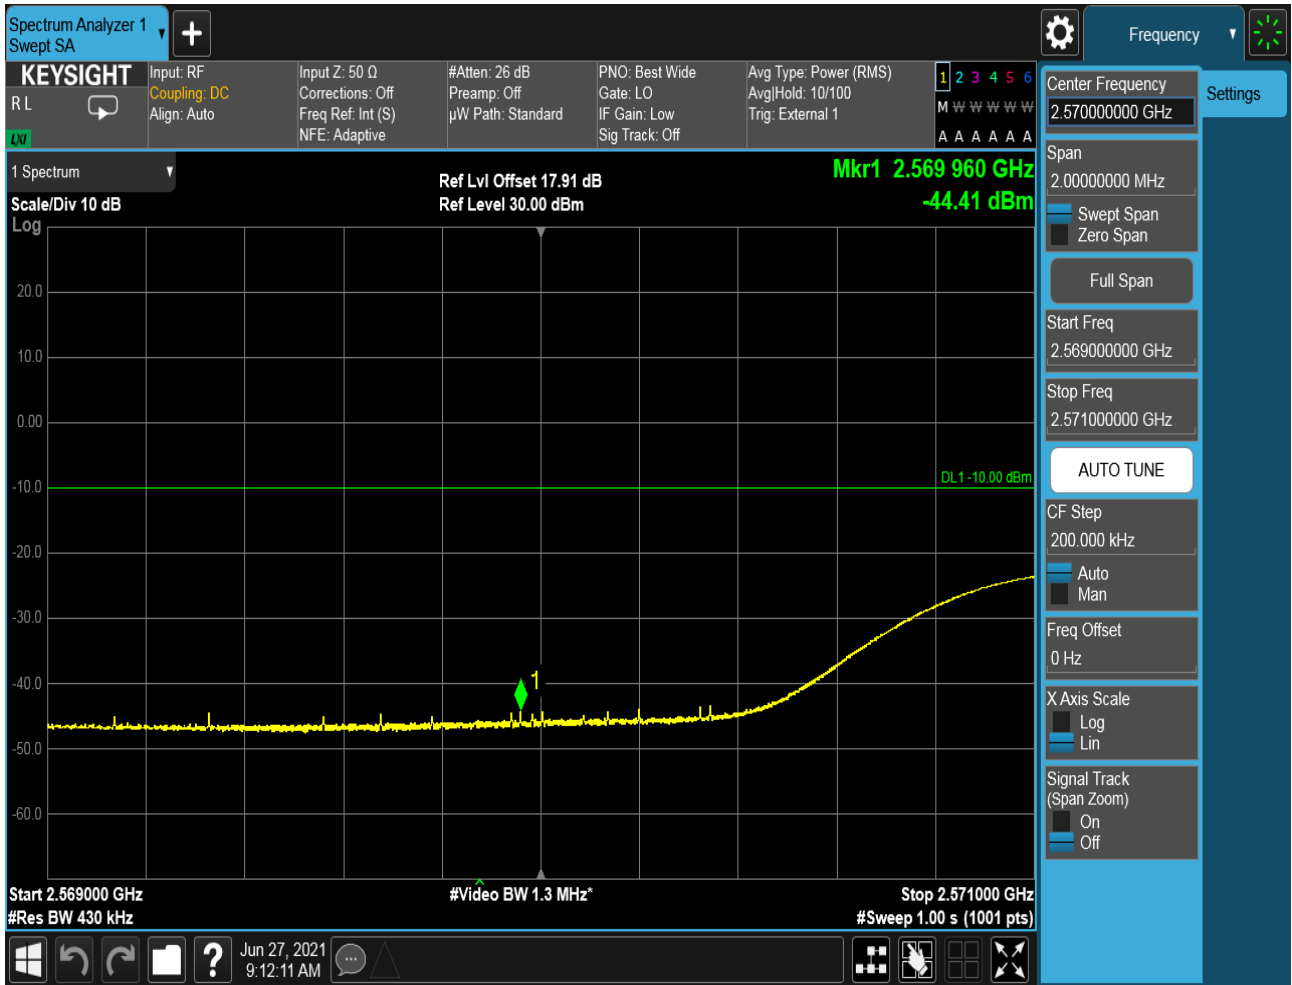 Spectrum Analyzer 1
Swept SA
Frequency
KEYSIGHT
R L
LXI
Input: RF
Coupling: DC
Align: Auto
Input Z: 50 Ω
Corrections: Off
Freq Ref: Int (S)
NFE: Adaptive
#Atten: 26 dB
Preamp: Off
µW Path: Standard
PNO: Best Wide
Gate: LO
IF Gain: Low
Sig Track: Off
Avg Type: Power (RMS)
Avg|Hold: 10/100
Trig: External 1
1 2 3 4 5 6
M W W W W W
A A A A A A
1 Spectrum
Scale/Div 10 dB
Log
Ref Lvl Offset 17.91 dB
Ref Level 30.00 dBm
Mkr1 2.569 960 GHz
-44.41 dBm
20.0
10.0
0.00
-10.0
-20.0
-30.0
-40.0
-50.0
-60.0
DL1 -10.00 dBm
1
Start 2.569000 GHz
#Res BW 430 kHz
#Video BW 1.3 MHz*
Stop 2.571000 GHz
#Sweep 1.00 s (1001 pts)
Jun 27, 2021
9:12:11 AM
Center Frequency
2.570000000 GHz
Settings
Span
2.00000000 MHz
Swept Span
Zero Span
Full Span
Start Freq
2.569000000 GHz
Stop Freq
2.571000000 GHz
AUTO TUNE
CF Step
200.000 kHz
Auto
Man
Freq Offset
0 Hz
X Axis Scale
Log
Lin
Signal Track
(Span Zoom)
On
Off